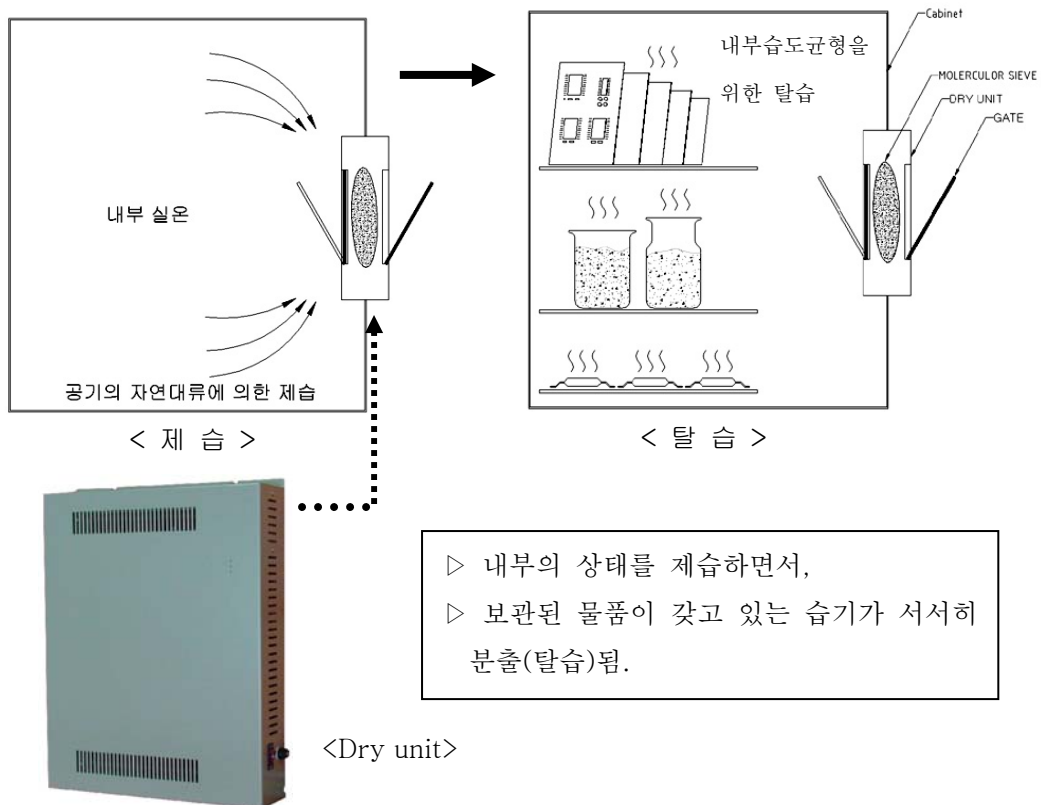 내부 실온
공기의 자연대류에 의한 제습
< 제 습 >
내부습도균형을
위한 탈습
Cabinet
MOLERCULOR SIEVE
DRY UNIT
GATE
< 탈 습 >
▷ 내부의 상태를 제습하면서,
▷ 보관된 물품이 갖고 있는 습기가 서서히
분출(탈습)됨.
<Dry unit>